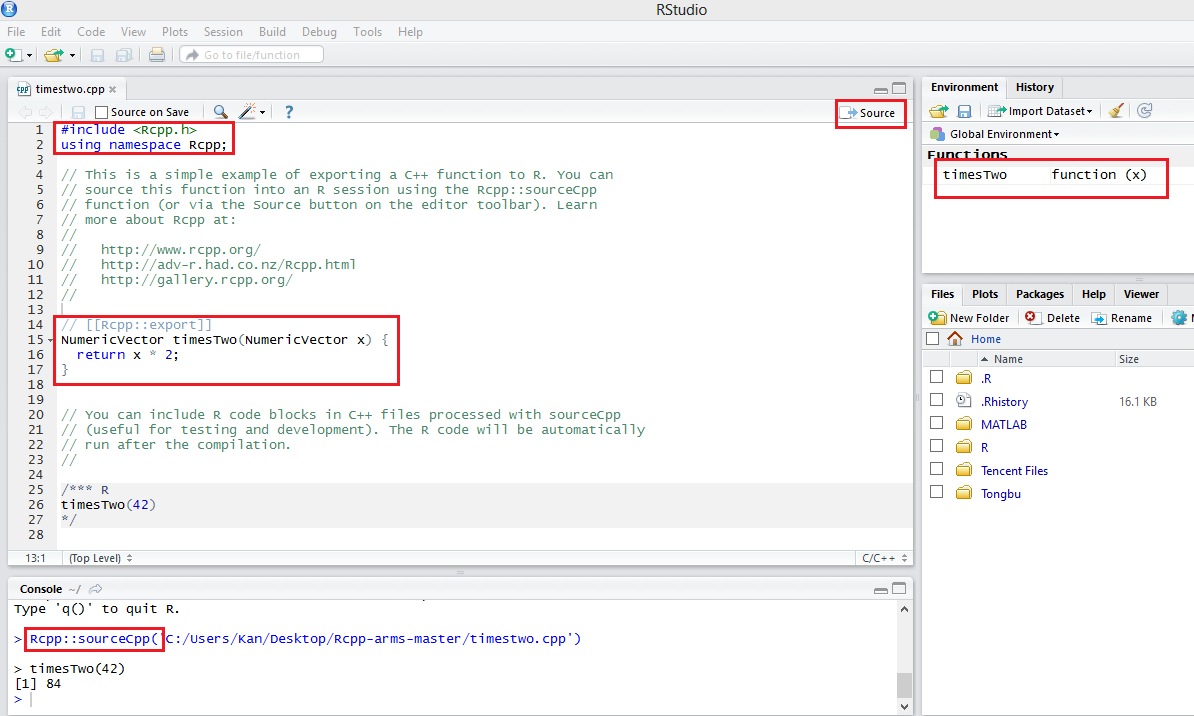 RStudio
File Edit Code View Plots Session Build Debug Tools Help
Go to file/function
timestwo.cpp
Source on Save
Source
1 #include <Rcpp.h>
2 using namespace Rcpp;
3
4 // This is a simple example of exporting a C++ function to R. You can
5 // source this function into an R session using the Rcpp::sourceCpp
6 // function (or via the Source button on the editor toolbar). Learn
7 // more about Rcpp at:
8 //
9 //   http://www.rcpp.org/
10 //   http://adv-r.had.co.nz/Rcpp.html
11 //   http://gallery.rcpp.org/
12 //
13
14 // [[Rcpp::export]]
15 NumericVector timesTwo(NumericVector x) {
16   return x * 2;
17 }
18
19
20 // You can include R code blocks in C++ files processed with sourceCpp
21 // (useful for testing and development). The R code will be automatically
22 // run after the compilation.
23 //
24
25 /*** R
26 timesTwo(42)
27 */
28
13:1 (Top Level) C/C++
Console ~/
Type 'q()' to quit R.
> Rcpp::sourceCpp('C:/Users/Kan/Desktop/Rcpp-arms-master/timestwo.cpp')
> timesTwo(42)
[1] 84
>
Environment History
Import Dataset
Global Environment
Functions
timesTwo function (x)
Files Plots Packages Help Viewer
New Folder Delete Rename
Home
Name Size
.R
.Rhistory 16.1 KB
MATLAB
R
Tencent Files
Tongbu